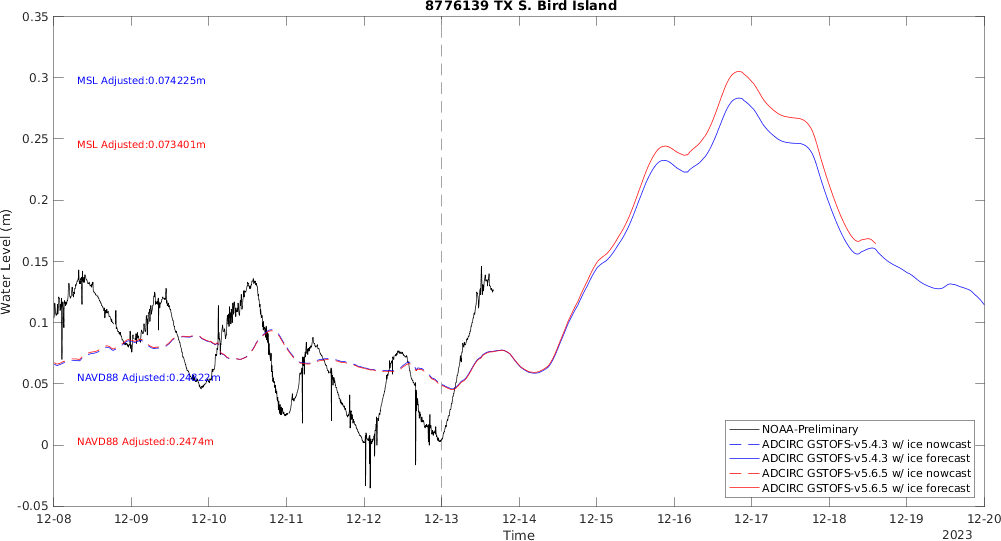 8776139 TX S. Bird Island
0.35
0.3
0.25
0.2
0.15
0.1
0.05
0
-0.05
Water Level (m)
MSL Adjusted:0.074225m
MSL Adjusted:0.073401m
NAVD88 Adjusted:
NAVD88 Adjusted:0.2474m
NOAA-Preliminary
ADCIRC GSTOFS-v5.4.3 w/ ice nowcast
ADCIRC GSTOFS-v5.4.3 w/ ice forecast
ADCIRC GSTOFS-v5.6.5 w/ ice nowcast
ADCIRC GSTOFS-v5.6.5 w/ ice forecast
12-08 12-09 12-10 12-11 12-12 12-13 12-14 12-15 12-16 12-17 12-18 12-19 12-20
Time
2023